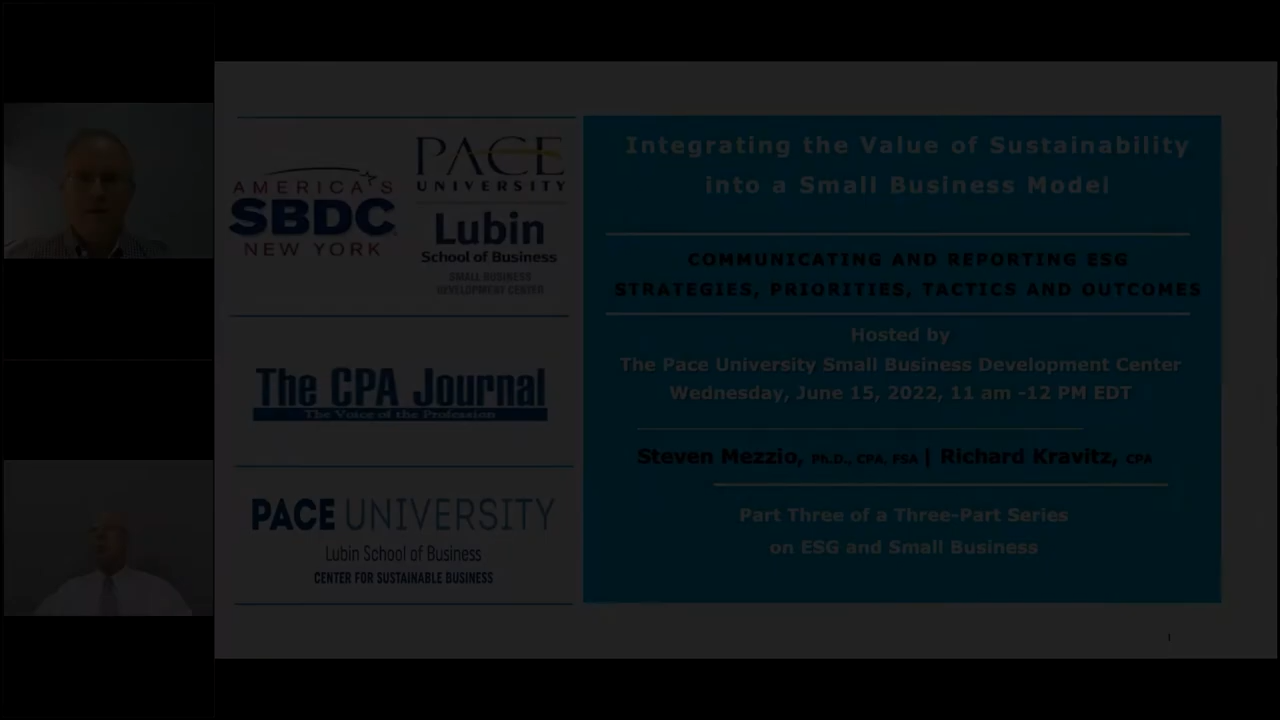 AMERICA'S
SBDC
NEW YORK
PACE
UNIVERSITY
Lubin
School of Business
SMALL BUSINESS
DEVELOPMENT CENTER
The CPA Journal
The Voice of the Profession
PACE UNIVERSITY
Lubin School of Business
CENTER FOR SUSTAINABLE BUSINESS
Integrating the Value of Sustainability
into a Small Business Model
COMMUNICATING AND REPORTING ESG
STRATEGIES, PRIORITIES, TACTICS AND OUTCOMES
Hosted by
The Pace University Small Business Development Center
Wednesday, June 15, 2022, 11 am -12 PM EDT
Steven Mezzio, Ph.D., CPA, FSA | Richard Kravitz, CPA
Part Three of a Three-Part Series
on ESG and Small Business
1